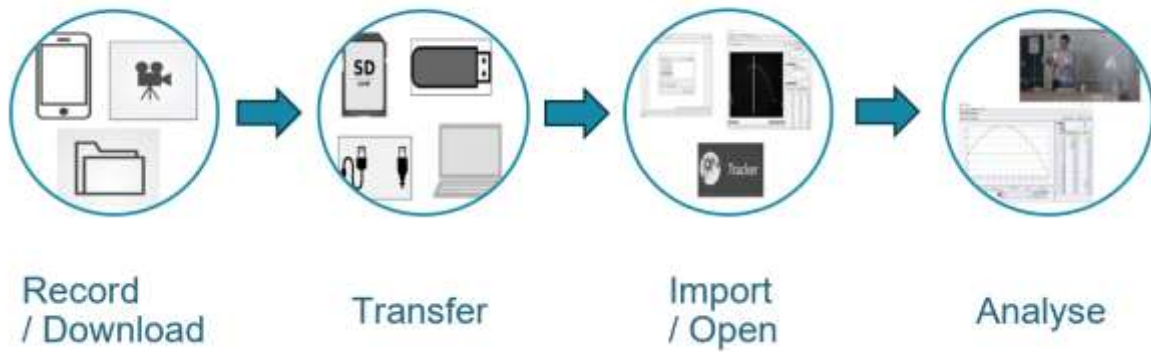 SD
Tracker
Record
/ Download
Transfer
Import
/ Open
Analyse